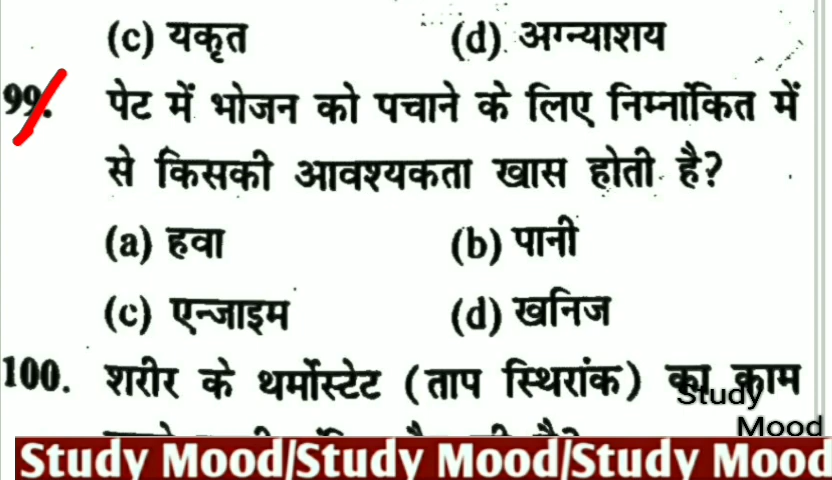 (c) यकृत (d) अग्न्याशय
99. पेट में भोजन को पचाने के लिए निम्नांकित में
से किसकी आवश्यकता खास होती है?
(a) हवा (b) पानी
(c) एन्जाइम (d) खनिज
100. शरीर के थर्मोस्टेट (ताप स्थिरांक) का काम
Study
Mood
Study Mood/Study Mood/Study Mood